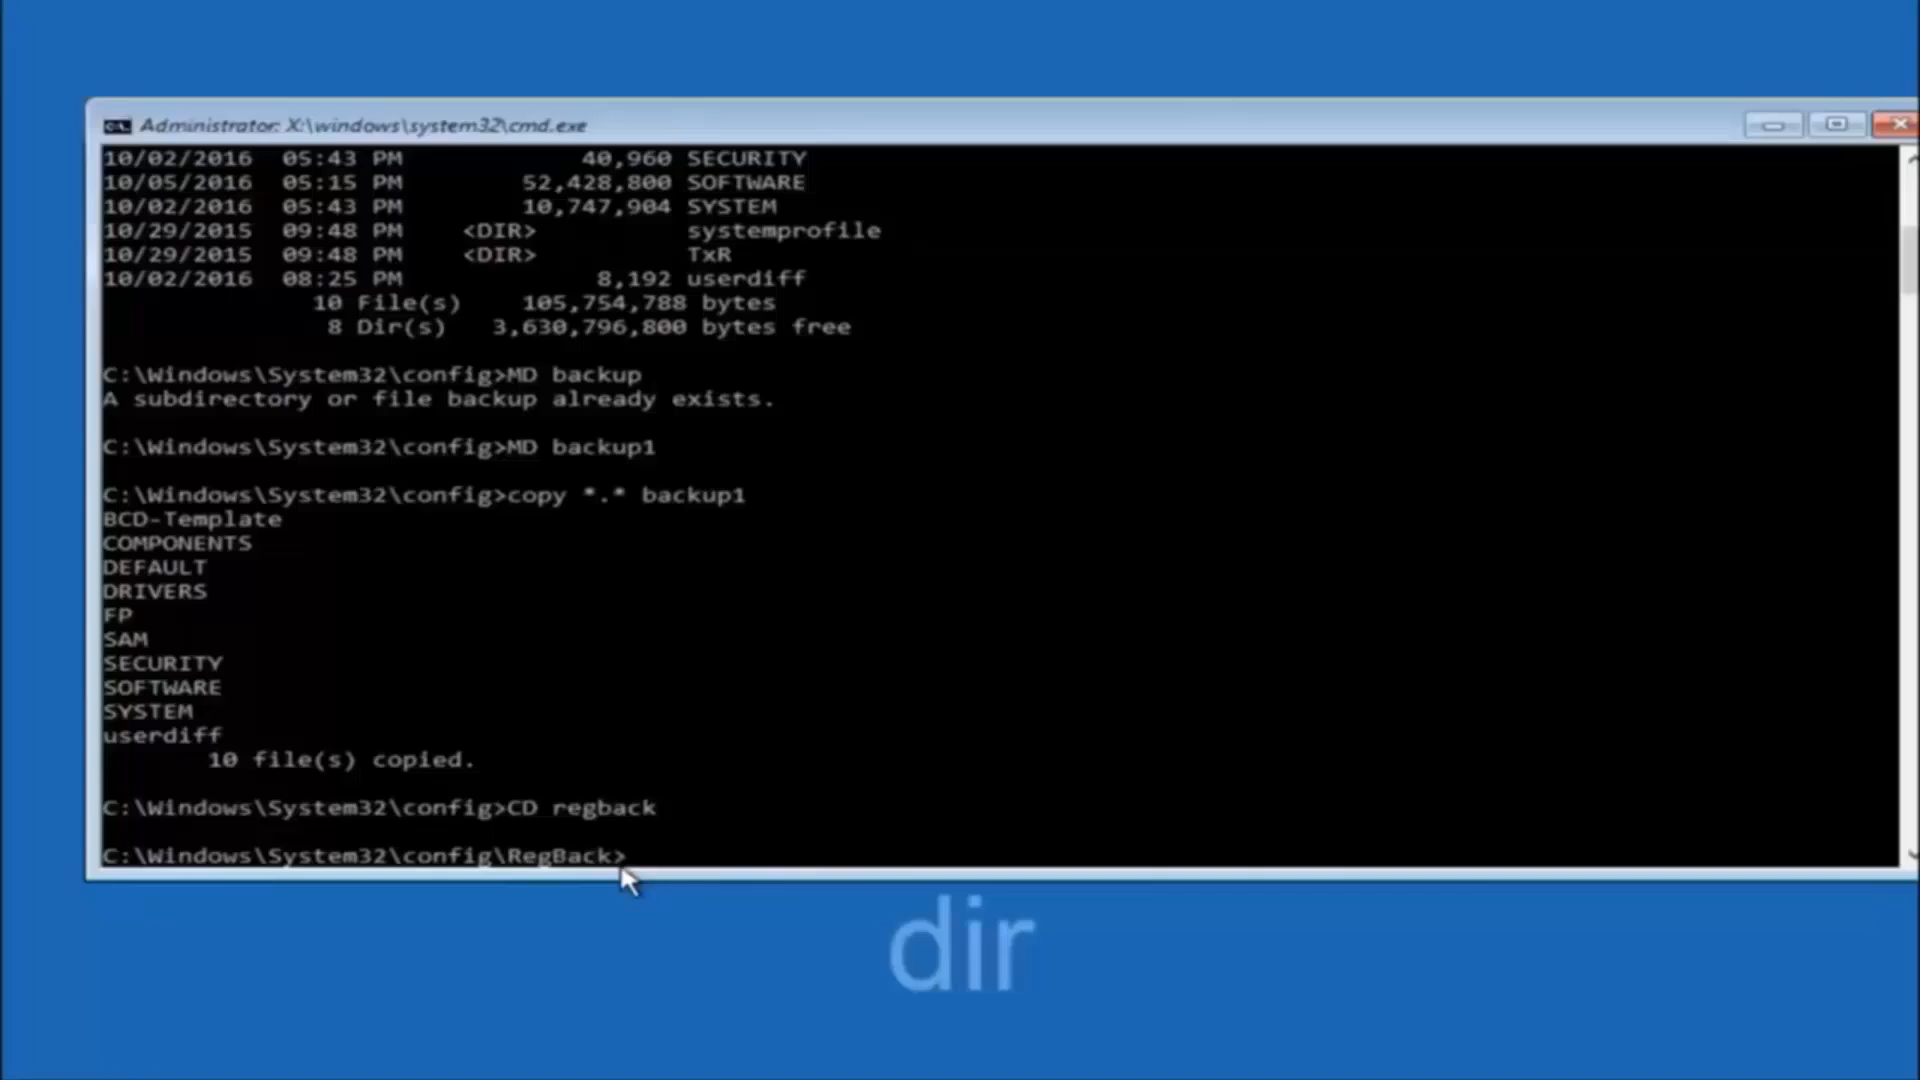 Administrator: X:\windows\system32\cmd.exe
10/02/2016  05:43 PM            40,960 SECURITY
10/05/2016  05:15 PM        52,428,800 SOFTWARE
10/02/2016  05:43 PM        10,747,904 SYSTEM
10/29/2015  09:48 PM    <DIR>          systemprofile
10/29/2015  09:48 PM    <DIR>          TxR
10/02/2016  08:25 PM             8,192 userdiff
              10 File(s)    105,754,788 bytes
               8 Dir(s)   3,630,796,800 bytes free
C:\Windows\System32\config>MD backup
A subdirectory or file backup already exists.
C:\Windows\System32\config>MD backup1
C:\Windows\System32\config>copy *.* backup1
BCD-Template
COMPONENTS
DEFAULT
DRIVERS
FP
SAM
SECURITY
SOFTWARE
SYSTEM
userdiff
       10 file(s) copied.
C:\Windows\System32\config>CD regback
C:\Windows\System32\config\RegBack>
dir